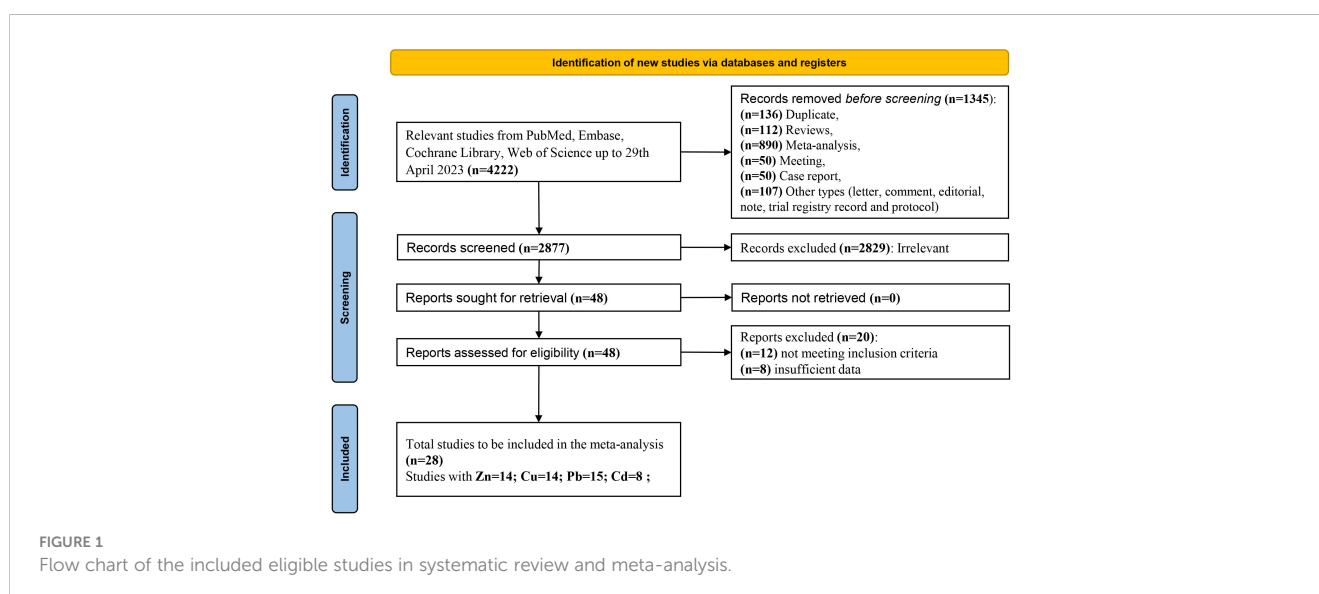 Identification of new studies via databases and registers
Identification
Relevant studies from PubMed, Embase,
Cochrane Library, Web of Science up to 29th
April 2023 (n=4222)
Records removed before screening (n=1345):
(n=136) Duplicate,
(n=112) Reviews,
(n=890) Meta-analysis,
(n=50) Meeting,
(n=50) Case report,
(n=107) Other types (letter, comment, editorial,
note, trial registry record and protocol)
Screening
Records screened (n=2877)
Records excluded (n=2829): Irrelevant
Reports sought for retrieval (n=48)
Reports not retrieved (n=0)
Reports assessed for eligibility (n=48)
Reports excluded (n=20):
(n=12) not meeting inclusion criteria
(n=8) insufficient data
Included
Total studies to be included in the meta-analysis
(n=28)
Studies with Zn=14; Cu=14; Pb=15; Cd=8 ;
FIGURE 1
Flow chart of the included eligible studies in systematic review and meta-analysis.